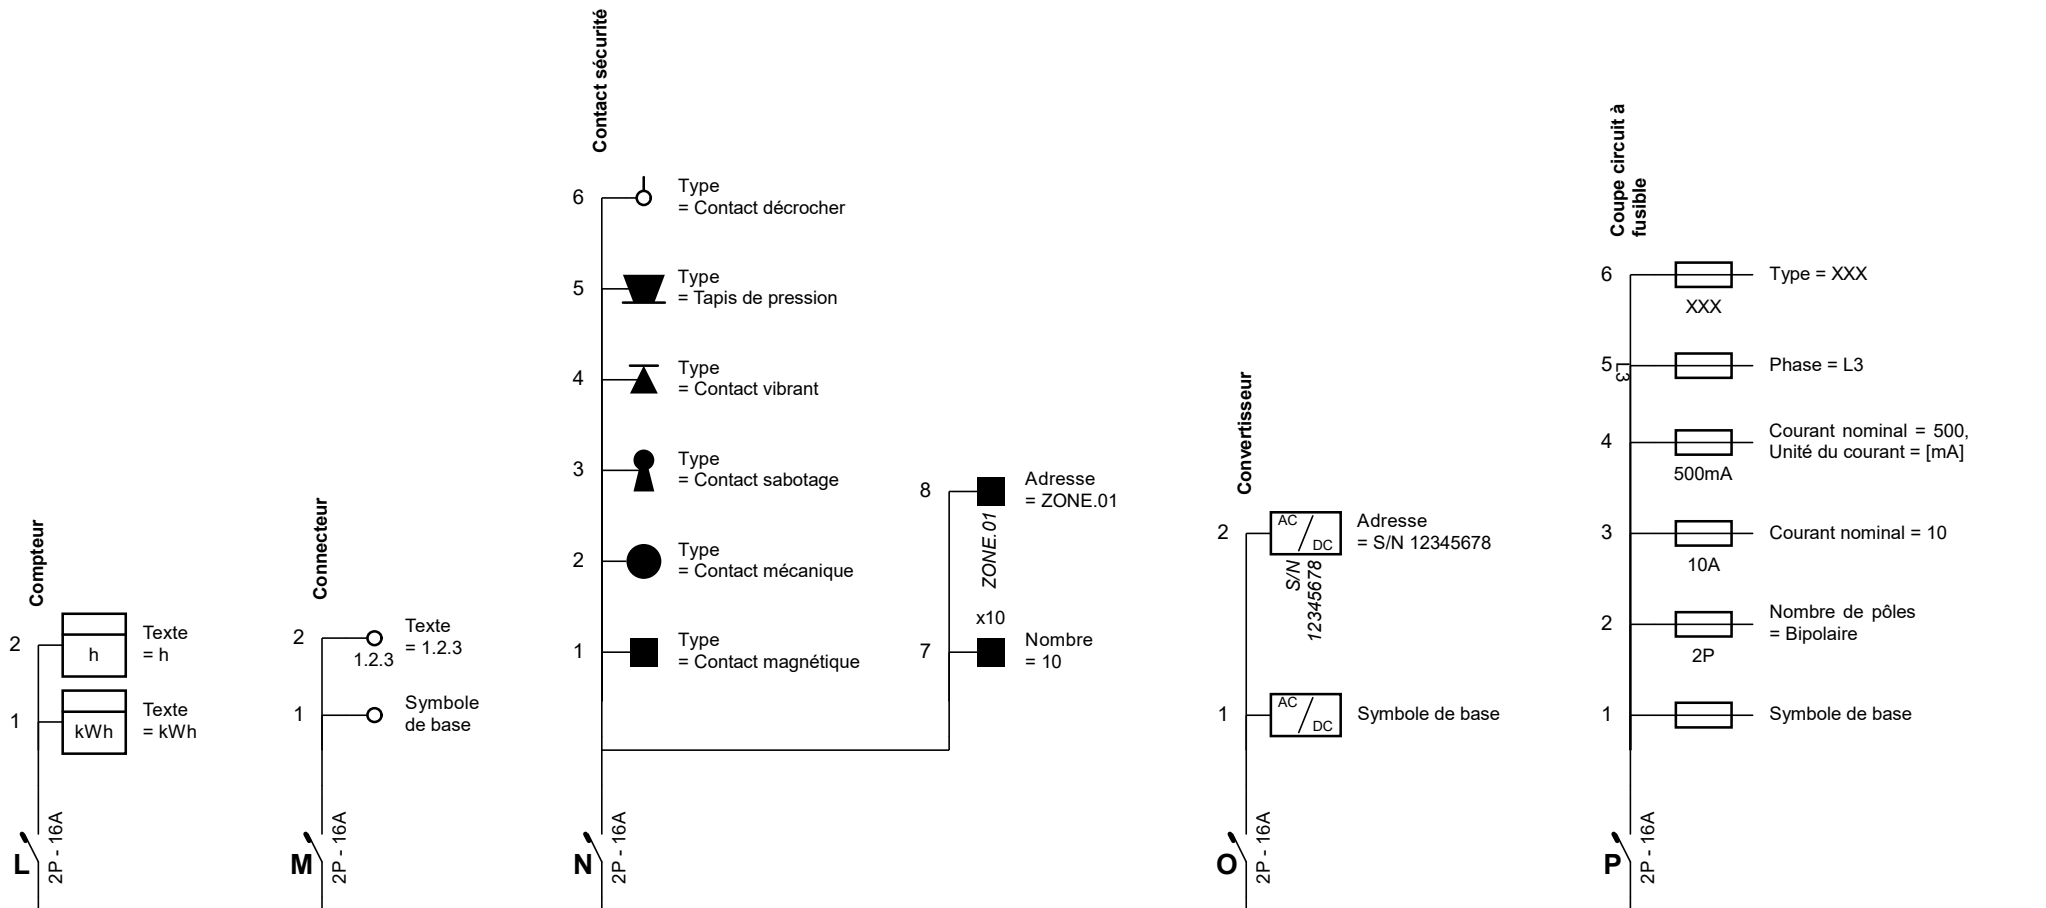 Compteur
2
h
Texte
= h
1
kWh
Texte
= kWh
L
2P - 16A
Connecteur
2
1.2.3
Texte
= 1.2.3
1
Symbole
de base
M
2P - 16A
Contact sécurité
6
Type
= Contact décrocher
5
Type
= Tapis de pression
4
Type
= Contact vibrant
3
Type
= Contact sabotage
2
Type
= Contact mécanique
1
Type
= Contact magnétique
8
ZONE.01
Adresse
= ZONE.01
7
x10
Nombre
= 10
N
2P - 16A
Convertisseur
2
AC
DC
S/N
12345678
Adresse
= S/N 12345678
1
AC
DC
Symbole de base
O
2P - 16A
Coupe circuit à
fusible
6
XXX
Type = XXX
5
L3
Phase = L3
4
500mA
Courant nominal = 500,
Unité du courant = [mA]
3
10A
Courant nominal = 10
2
2P
Nombre de pôles
= Bipolaire
1
Symbole de base
P
2P - 16A